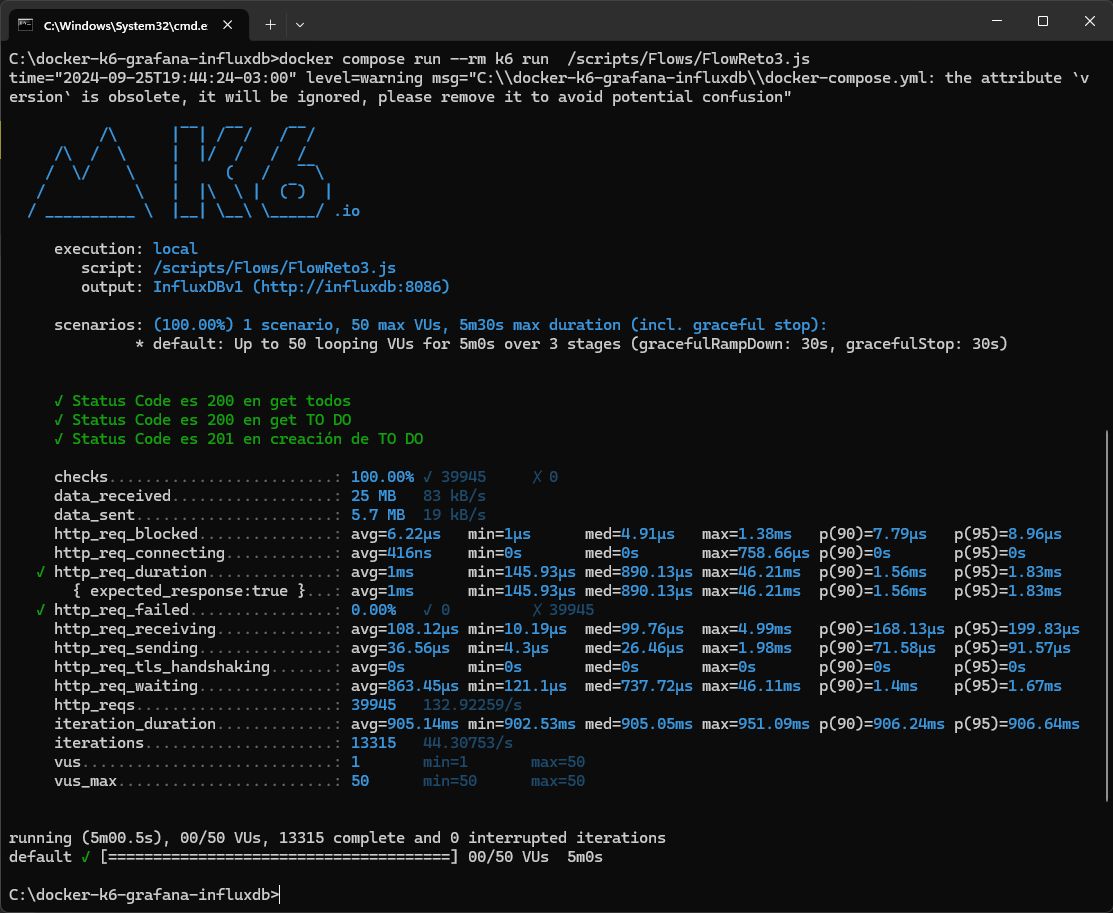 C:\Windows\System32\cmd.e
C:\docker-k6-grafana-influxdb>docker compose run --rm k6 run  /scripts/Flows/FlowReto3.js
time="2024-09-25T19:44:24-03:00" level=warning msg="C:\\docker-k6-grafana-influxdb\\docker-compose.yml: the attribute `v
ersion` is obsolete, it will be ignored, please remove it to avoid potential confusion"
          /\      |‾‾| /‾‾/   /‾‾/
     /\  /  \     |  |/  /   /  /
    /  \/    \    |     (   /   ‾‾\
   /          \   |  |\  \ |  (‾)  |
  / __________ \  |__| \__\ \_____/ .io
     execution: local
        script: /scripts/Flows/FlowReto3.js
        output: InfluxDBv1 (http://influxdb:8086)
     scenarios: (100.00%) 1 scenario, 50 max VUs, 5m30s max duration (incl. graceful stop):
              * default: Up to 50 looping VUs for 5m0s over 3 stages (gracefulRampDown: 30s, gracefulStop: 30s)
     ✓ Status Code es 200 en get todos
     ✓ Status Code es 200 en get TO DO
     ✓ Status Code es 201 en creación de TO DO
     checks.........................: 100.00% ✓ 39945     ✗ 0
     data_received..................: 25 MB   83 kB/s
     data_sent......................: 5.7 MB  19 kB/s
     http_req_blocked...............: avg=6.22µs   min=1µs      med=4.91µs   max=1.38ms   p(90)=7.79µs   p(95)=8.96µs
     http_req_connecting............: avg=416ns    min=0s       med=0s       max=758.66µs p(90)=0s       p(95)=0s
   ✓ http_req_duration..............: avg=1ms      min=145.93µs med=890.13µs max=46.21ms  p(90)=1.56ms   p(95)=1.83ms
       { expected_response:true }...: avg=1ms      min=145.93µs med=890.13µs max=46.21ms  p(90)=1.56ms   p(95)=1.83ms
   ✓ http_req_failed................: 0.00%   ✓ 0         ✗ 39945
     http_req_receiving.............: avg=108.12µs min=10.19µs  med=99.76µs  max=4.99ms   p(90)=168.13µs p(95)=199.83µs
     http_req_sending...............: avg=36.56µs  min=4.3µs    med=26.46µs  max=1.98ms   p(90)=71.58µs  p(95)=91.57µs
     http_req_tls_handshaking.......: avg=0s       min=0s       med=0s       max=0s       p(90)=0s       p(95)=0s
     http_req_waiting...............: avg=863.45µs min=121.1µs  med=737.72µs max=46.11ms  p(90)=1.4ms    p(95)=1.67ms
     http_reqs......................: 39945   132.92259/s
     iteration_duration.............: avg=905.14ms min=902.53ms med=905.05ms max=951.09ms p(90)=906.24ms p(95)=906.64ms
     iterations.....................: 13315   44.30753/s
     vus............................: 1       min=1       max=50
     vus_max........................: 50      min=50      max=50
running (5m00.5s), 00/50 VUs, 13315 complete and 0 interrupted iterations
default ✓ [======================================] 00/50 VUs  5m0s
C:\docker-k6-grafana-influxdb>